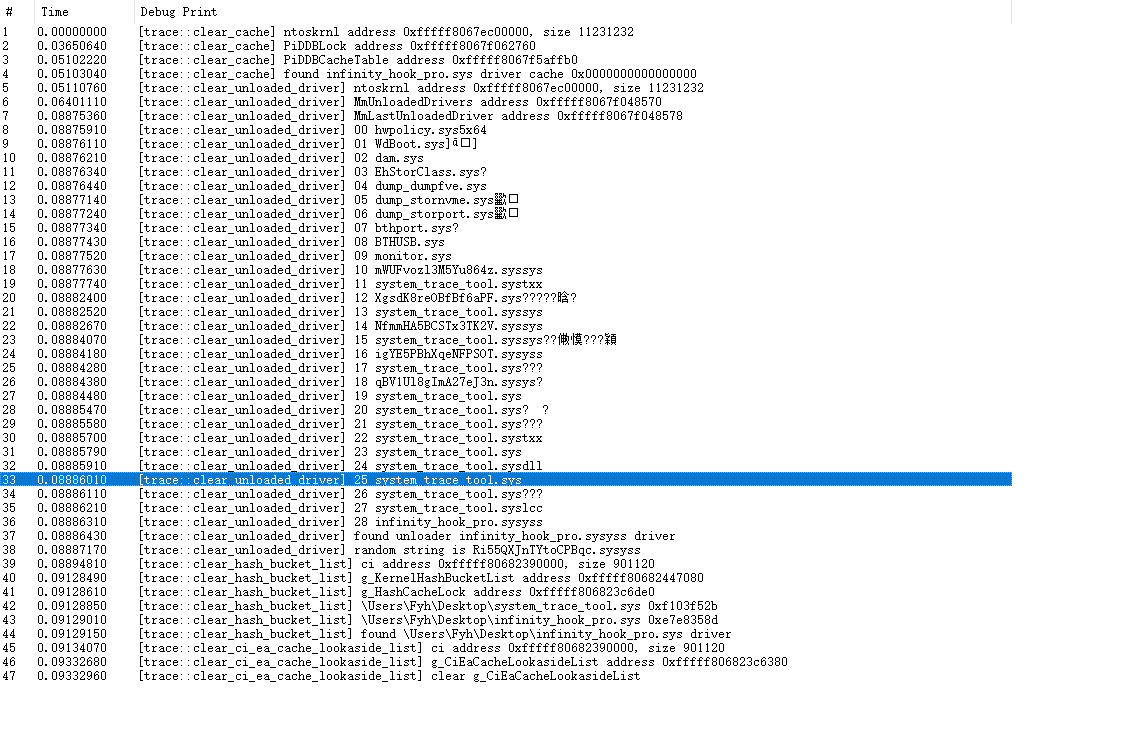 # Time Debug Print
1 0.00000000 [trace::clear_cache] ntoskrnl address 0xfffff8067ec00000, size 11231232
2 0.03650640 [trace::clear_cache] PiDDBLock address 0xfffff8067f062760
3 0.05102220 [trace::clear_cache] PiDDBCacheTable address 0xfffff8067f5affb0
4 0.05103040 [trace::clear_cache] found infinity_hook_pro.sys driver cache 0x0000000000000000
5 0.05110760 [trace::clear_unloaded_driver] ntoskrnl address 0xfffff8067ec00000, size 11231232
6 0.06401110 [trace::clear_unloaded_driver] MmUnloadedDrivers address 0xfffff8067f048570
7 0.08875360 [trace::clear_unloaded_driver] MmLastUnloadedDriver address 0xfffff8067f048578
8 0.08875910 [trace::clear_unloaded_driver] 00 hwpolicy.sys5x64
9 0.08876110 [trace::clear_unloaded_driver] 01 WdBoot.sys]
10 0.08876210 [trace::clear_unloaded_driver] 02 dam.sys
11 0.08876340 [trace::clear_unloaded_driver] 03 EhStorClass.sys?
12 0.08876440 [trace::clear_unloaded_driver] 04 dump_dumpfve.sys
13 0.08877140 [trace::clear_unloaded_driver] 05 dump_stornvme.sys
14 0.08877240 [trace::clear_unloaded_driver] 06 dump_storport.sys
15 0.08877340 [trace::clear_unloaded_driver] 07 bthport.sys?
16 0.08877430 [trace::clear_unloaded_driver] 08 BTHUSB.sys
17 0.08877520 [trace::clear_unloaded_driver] 09 monitor.sys
18 0.08877630 [trace::clear_unloaded_driver] 10 mWUFvozl3M5Yu864z.syssys
19 0.08877740 [trace::clear_unloaded_driver] 11 system_trace_tool.systxx
20 0.08882400 [trace::clear_unloaded_driver] 12 XgsdK8reOBfBf6aPF.sys?????晗?
21 0.08882520 [trace::clear_unloaded_driver] 13 system_trace_tool.syssys
22 0.08882670 [trace::clear_unloaded_driver] 14 NfmmHA5BCSTx3TK2V.syssys
23 0.08884070 [trace::clear_unloaded_driver] 15 system_trace_tool.syssys??
24 0.08884180 [trace::clear_unloaded_driver] 16 igYE5PBhXqeNFPSOT.sysyss
25 0.08884280 [trace::clear_unloaded_driver] 17 system_trace_tool.sys???
26 0.08884380 [trace::clear_unloaded_driver] 18 qBV1Ul8gImA27eJ3n.sysys?
27 0.08884480 [trace::clear_unloaded_driver] 19 system_trace_tool.sys
28 0.08885470 [trace::clear_unloaded_driver] 20 system_trace_tool.sys? ?
29 0.08885580 [trace::clear_unloaded_driver] 21 system_trace_tool.sys???
30 0.08885700 [trace::clear_unloaded_driver] 22 system_trace_tool.systxx
31 0.08885790 [trace::clear_unloaded_driver] 23 system_trace_tool.sys
32 0.08885910 [trace::clear_unloaded_driver] 24 system_trace_tool.sysdll
33 0.08886010 [trace::clear_unloaded_driver] 25 system_trace_tool.sys
34 0.08886110 [trace::clear_unloaded_driver] 26 system_trace_tool.sys???
35 0.08886210 [trace::clear_unloaded_driver] 27 system_trace_tool.syslcc
36 0.08886310 [trace::clear_unloaded_driver] 28 infinity_hook_pro.sysyss
37 0.08886430 [trace::clear_unloaded_driver] found unloader infinity_hook_pro.sysyss driver
38 0.08887170 [trace::clear_unloaded_driver] random string is Ri55QXJnTYtoCPBqc.sysyss
39 0.08894810 [trace::clear_hash_bucket_list] ci address 0xfffff80682390000, size 901120
40 0.09128490 [trace::clear_hash_bucket_list] g_KernelHashBucketList address 0xfffff80682447080
41 0.09128610 [trace::clear_hash_bucket_list] g_HashCacheLock address 0xfffff806823c6de0
42 0.09128850 [trace::clear_hash_bucket_list] \Users\Fyh\Desktop\system_trace_tool.sys 0xf103f52b
43 0.09129010 [trace::clear_hash_bucket_list] \Users\Fyh\Desktop\infinity_hook_pro.sys 0xe7e8358d
44 0.09129150 [trace::clear_hash_bucket_list] found \Users\Fyh\Desktop\infinity_hook_pro.sys driver
45 0.09134070 [trace::clear_ci_ea_cache_lookaside_list] ci address 0xfffff80682390000, size 901120
46 0.09332680 [trace::clear_ci_ea_cache_lookaside_list] g_CiEaCacheLookasideList address 0xfffff806823c6380
47 0.09332960 [trace::clear_ci_ea_cache_lookaside_list] clear g_CiEaCacheLookasideList